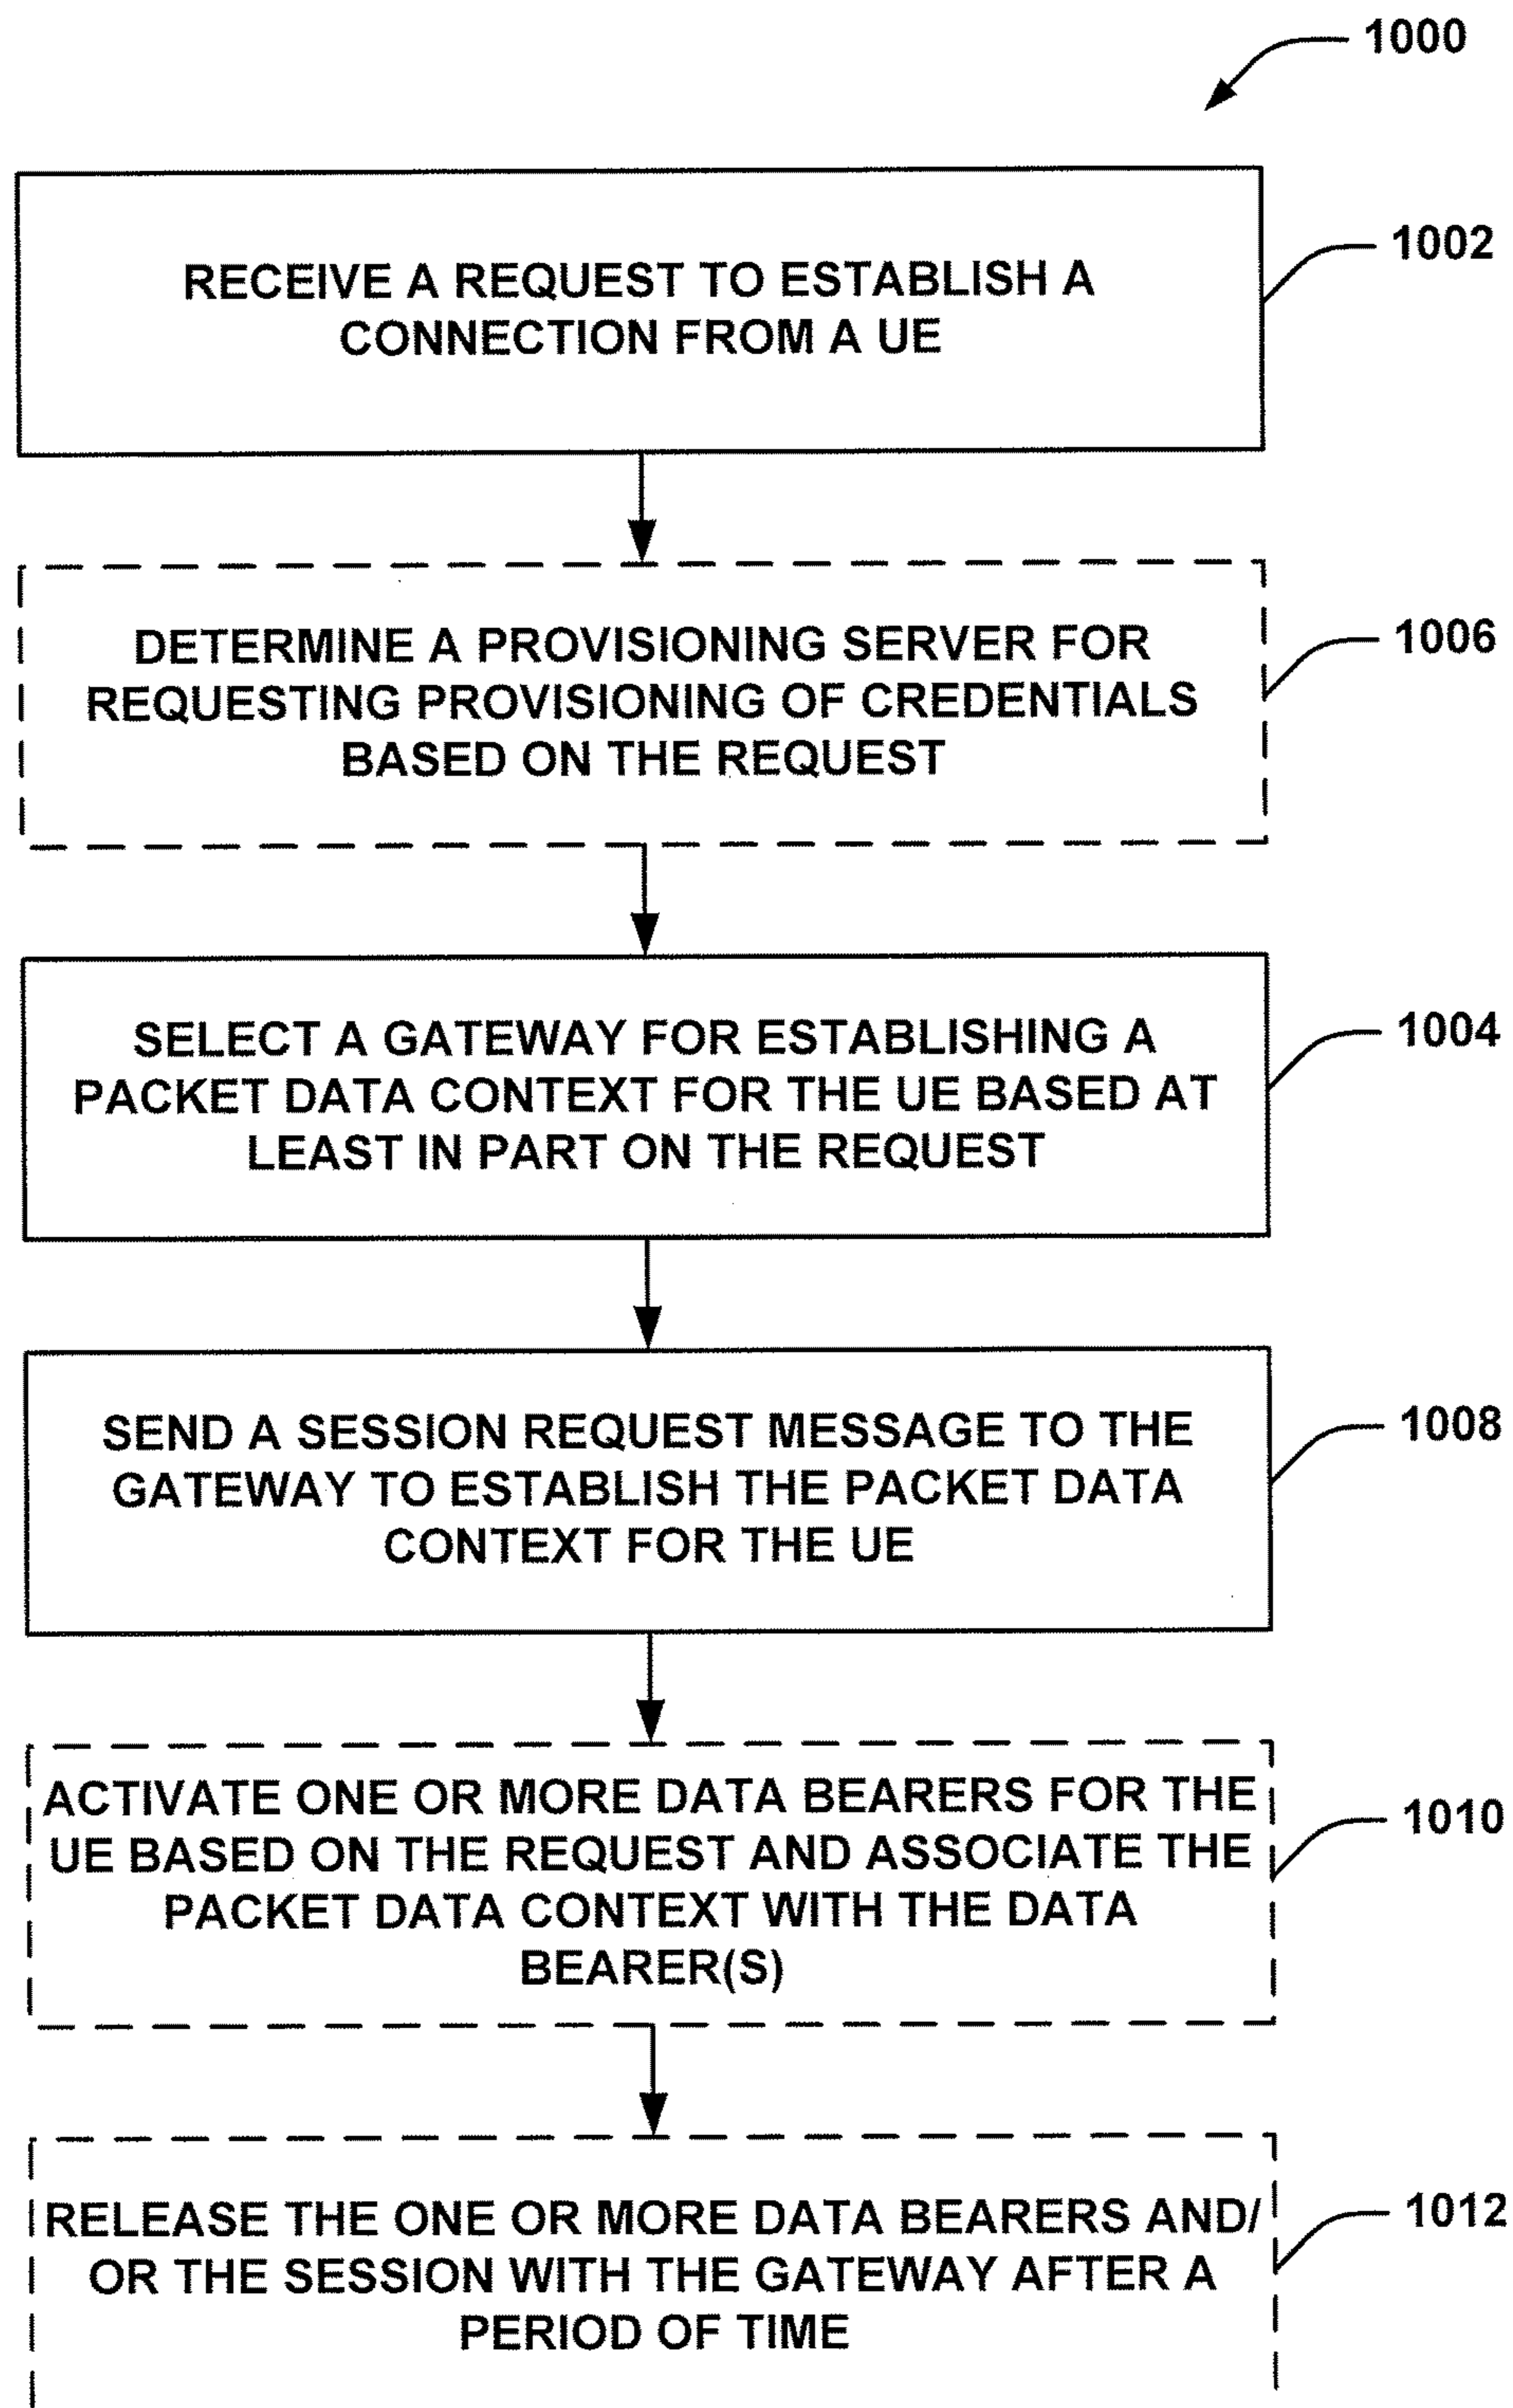 1000
RECEIVE A REQUEST TO ESTABLISH A
CONNECTION FROM A UE
1002
DETERMINE A PROVISIONING SERVER FOR
REQUESTING PROVISIONING OF CREDENTIALS
BASED ON THE REQUEST
1006
SELECT A GATEWAY FOR ESTABLISHING A
PACKET DATA CONTEXT FOR THE UE BASED AT
LEAST IN PART ON THE REQUEST
1004
SEND A SESSION REQUEST MESSAGE TO THE
GATEWAY TO ESTABLISH THE PACKET DATA
CONTEXT FOR THE UE
1008
ACTIVATE ONE OR MORE DATA BEARERS FOR THE
UE BASED ON THE REQUEST AND ASSOCIATE THE
PACKET DATA CONTEXT WITH THE DATA
BEARER(S)
1010
RELEASE THE ONE OR MORE DATA BEARERS AND/
OR THE SESSION WITH THE GATEWAY AFTER A
PERIOD OF TIME
1012